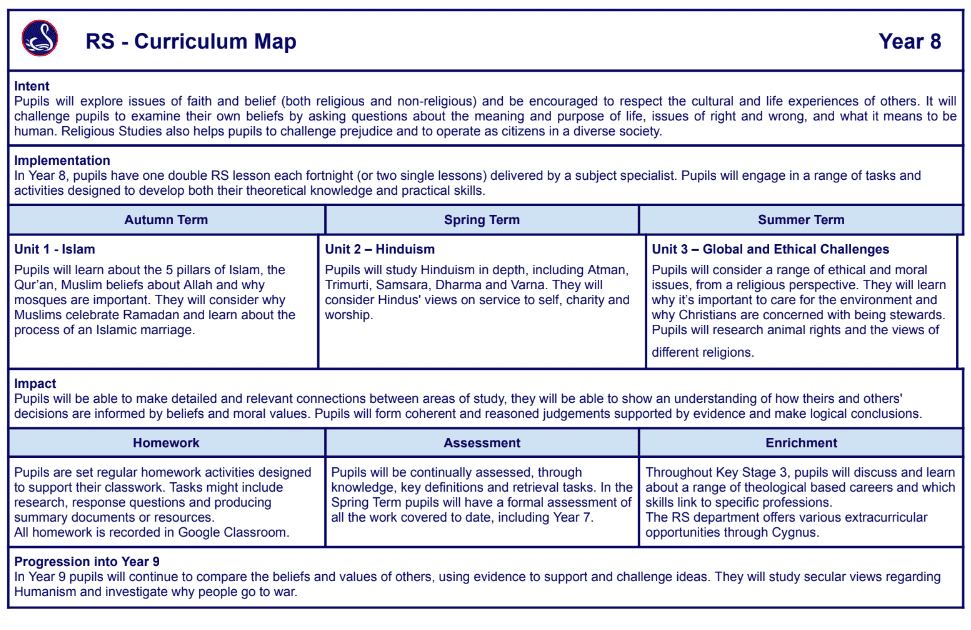 RS - Curriculum Map
Year 8
Intent
Pupils will explore issues of faith and belief (both religious and non-religious) and be encouraged to respect the cultural and life experiences of others. It will
challenge pupils to examine their own beliefs by asking questions about the meaning and purpose of life, issues of right and wrong, and what it means to be
human. Religious Studies also helps pupils to challenge prejudice and to operate as citizens in a diverse society.
Implementation
In Year 8, pupils have one double RS lesson each fortnight (or two single lessons) delivered by a subject specialist. Pupils will engage in a range of tasks and
activities designed to develop both their theoretical knowledge and practical skills.
Autumn Term
Spring Term
Summer Term
Unit 1 - Islam
Pupils will learn about the 5 pillars of Islam, the
Qur'an, Muslim beliefs about Allah and why
mosques are important. They will consider why
Muslims celebrate Ramadan and learn about the
process of an Islamic marriage.
Unit 2 – Hinduism
Pupils will study Hinduism in depth, including Atman,
Trimurti, Samsara, Dharma and Varna. They will
consider Hindus' views on service to self, charity and
worship.
Unit 3 – Global and Ethical Challenges
Pupils will consider a range of ethical and moral
issues, from a religious perspective. They will learn
why it's important to care for the environment and
why Christians are concerned with being stewards.
Pupils will research animal rights and the views of
different religions.
Impact
Pupils will be able to make detailed and relevant connections between areas of study, they will be able to show an understanding of how theirs and others'
decisions are informed by beliefs and moral values. Pupils will form coherent and reasoned judgements supported by evidence and make logical conclusions.
Homework
Assessment
Enrichment
Pupils are set regular homework activities designed
to support their classwork. Tasks might include
research, response questions and producing
summary documents or resources.
All homework is recorded in Google Classroom.
Pupils will be continually assessed, through
knowledge, key definitions and retrieval tasks. In the
Spring Term pupils will have a formal assessment of
all the work covered to date, including Year 7.
Throughout Key Stage 3, pupils will discuss and learn
about a range of theological based careers and which
skills link to specific professions.
The RS department offers various extracurricular
opportunities through Cygnus.
Progression into Year 9
In Year 9 pupils will continue to compare the beliefs and values of others, using evidence to support and challenge ideas. They will study secular views regarding
Humanism and investigate why people go to war.